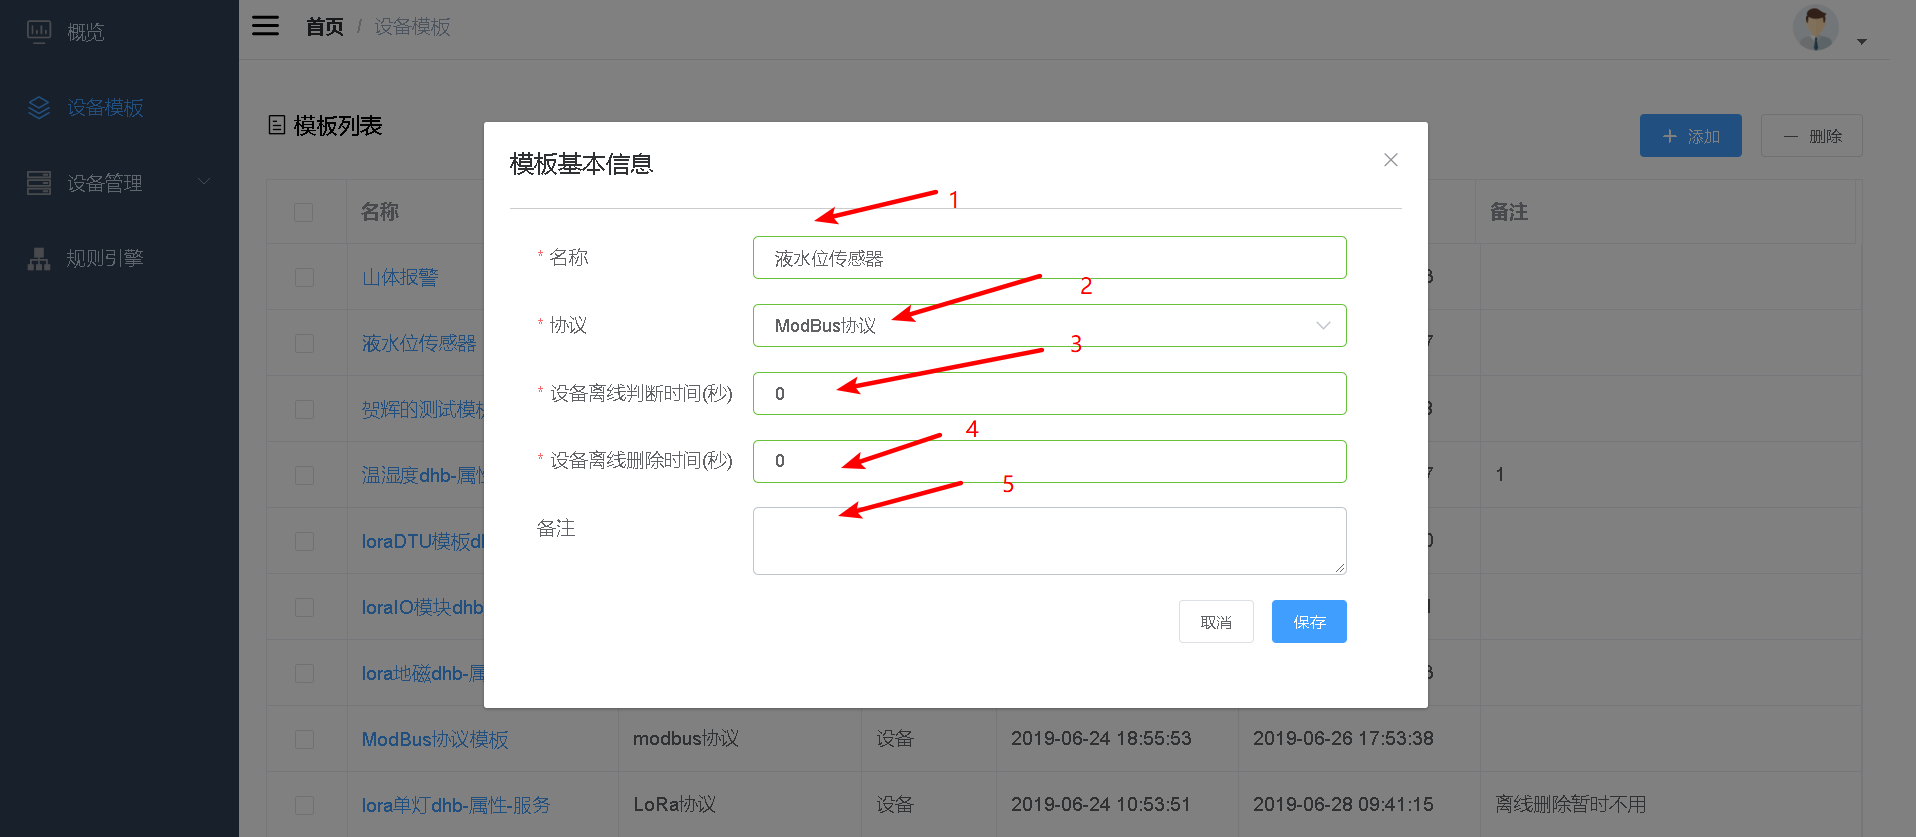 概览
设备模板
设备管理
规则引擎
首页 / 设备模板
模板列表
添加
删除
名称
备注
山体报警
液水位传感器
贺辉的测试模
温湿度dhb-属
1
loraDTU模板d
loraIO模块dhb
lora地磁dhb-属
ModBus协议模板 modbus协议 设备 2019-06-24 18:55:53 2019-06-26 17:53:38
lora单灯dhb-属性-服务 LoRa协议 设备 2019-06-24 10:53:51 2019-06-28 09:41:15 离线删除暂时不用
模板基本信息
1
* 名称 液水位传感器
2
* 协议 ModBus协议
3
* 设备离线判断时间(秒) 0
4
* 设备离线删除时间(秒) 0
5
备注
取消
保存